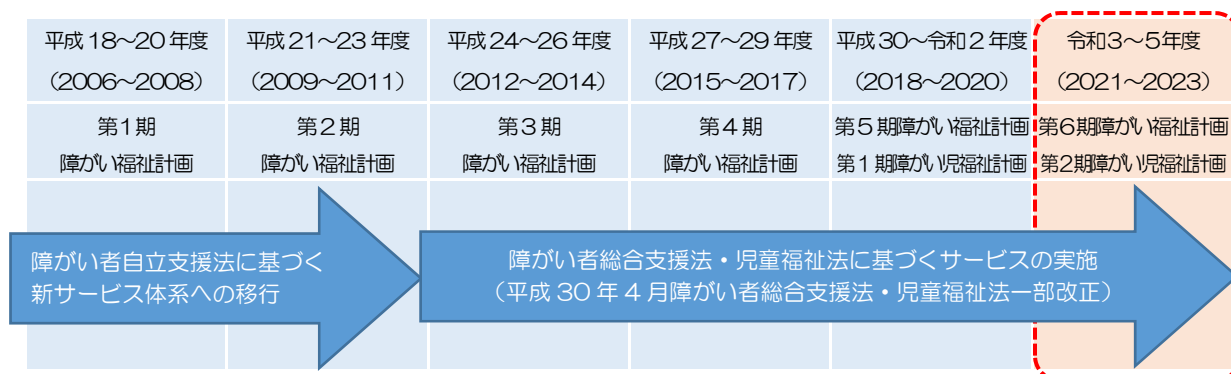 平成18～20年度 平成21～23年度 平成24～26年度 平成27～29年度 平成30～令和2年度 令和3～5年度
（2006～2008） （2009～2011） （2012～2014） （2015～2017） （2018～2020） （2021～2023）
第1期 第2期 第3期 第4期 第5期障がい福祉計画 第6期障がい福祉計画
障がい福祉計画 障がい福祉計画 障がい福祉計画 障がい福祉計画 第1期障がい児福祉計画 第2期障がい児福祉計画
障がい者自立支援法に基づく
新サービス体系への移行
障がい者総合支援法・児童福祉法に基づくサービスの実施
（平成30年4月障がい者総合支援法・児童福祉法一部改正）